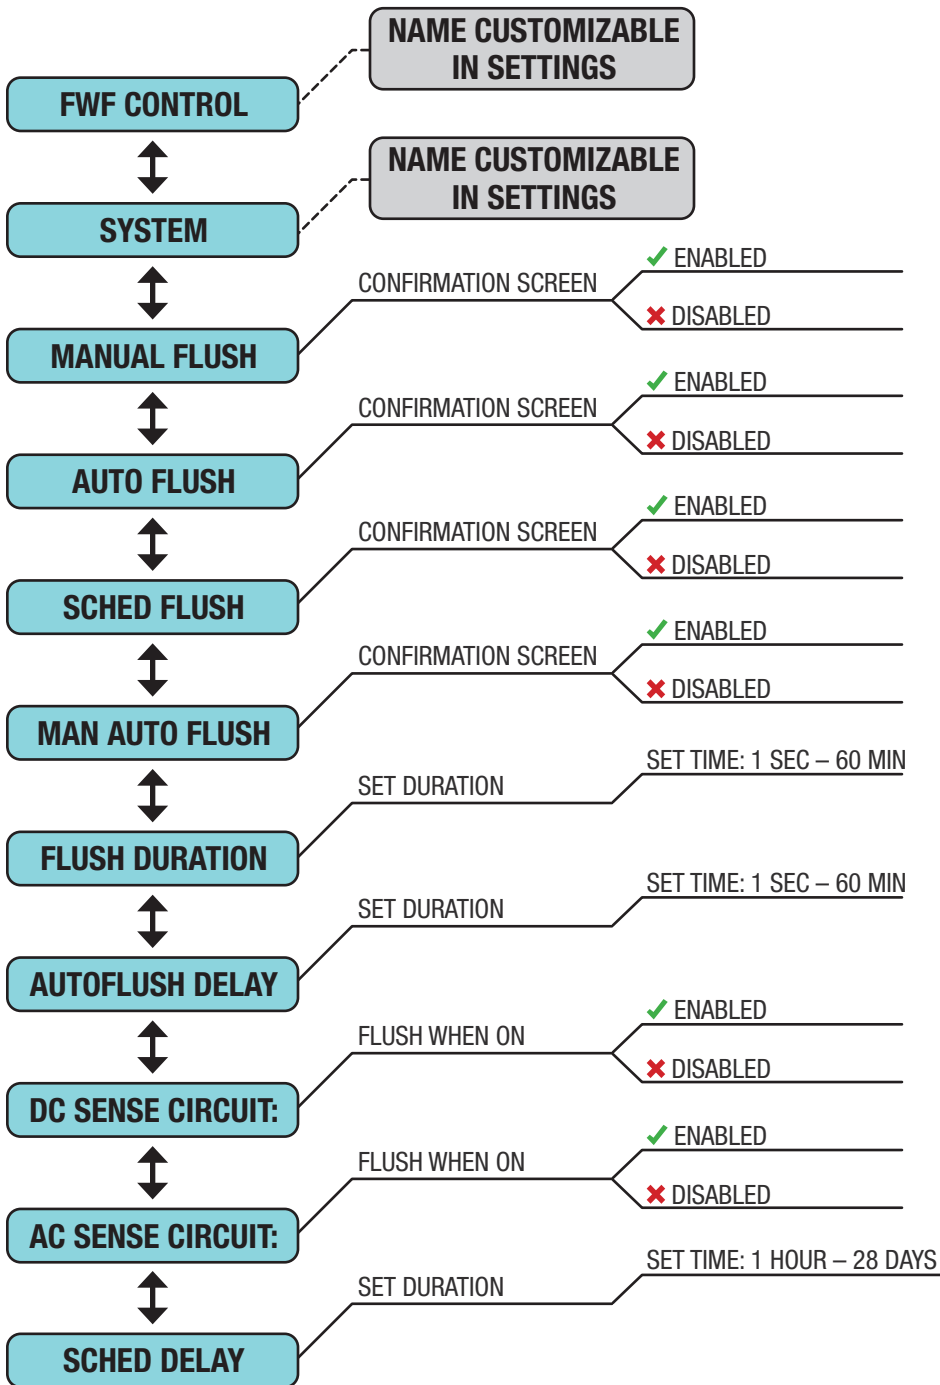 NAME CUSTOMIZABLE
IN SETTINGS
FWF CONTROL
NAME CUSTOMIZABLE
IN SETTINGS
SYSTEM
ENABLED
CONFIRMATION SCREEN
DISABLED
MANUAL FLUSH
ENABLED
CONFIRMATION SCREEN
DISABLED
AUTO FLUSH
ENABLED
CONFIRMATION SCREEN
DISABLED
SCHED FLUSH
ENABLED
CONFIRMATION SCREEN
DISABLED
MAN AUTO FLUSH
SET TIME: 1 SEC – 60 MIN
SET DURATION
FLUSH DURATION
SET TIME: 1 SEC – 60 MIN
SET DURATION
AUTOFLUSH DELAY
ENABLED
FLUSH WHEN ON
DISABLED
DC SENSE CIRCUIT:
ENABLED
FLUSH WHEN ON
DISABLED
AC SENSE CIRCUIT:
SET TIME: 1 HOUR – 28 DAYS
SET DURATION
SCHED DELAY